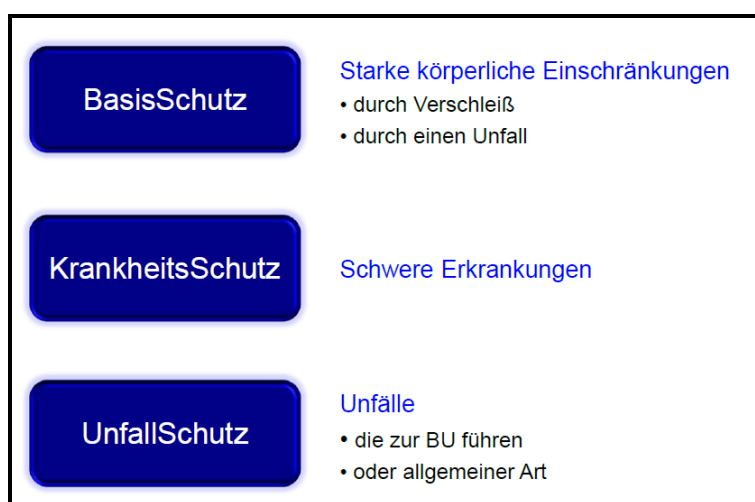 BasisSchutz
Starke körperliche Einschränkungen
• durch Verschleiß
• durch einen Unfall
KrankheitsSchutz
Schwere Erkrankungen
UnfallSchutz
Unfälle
• die zur BU führen
• oder allgemeiner Art